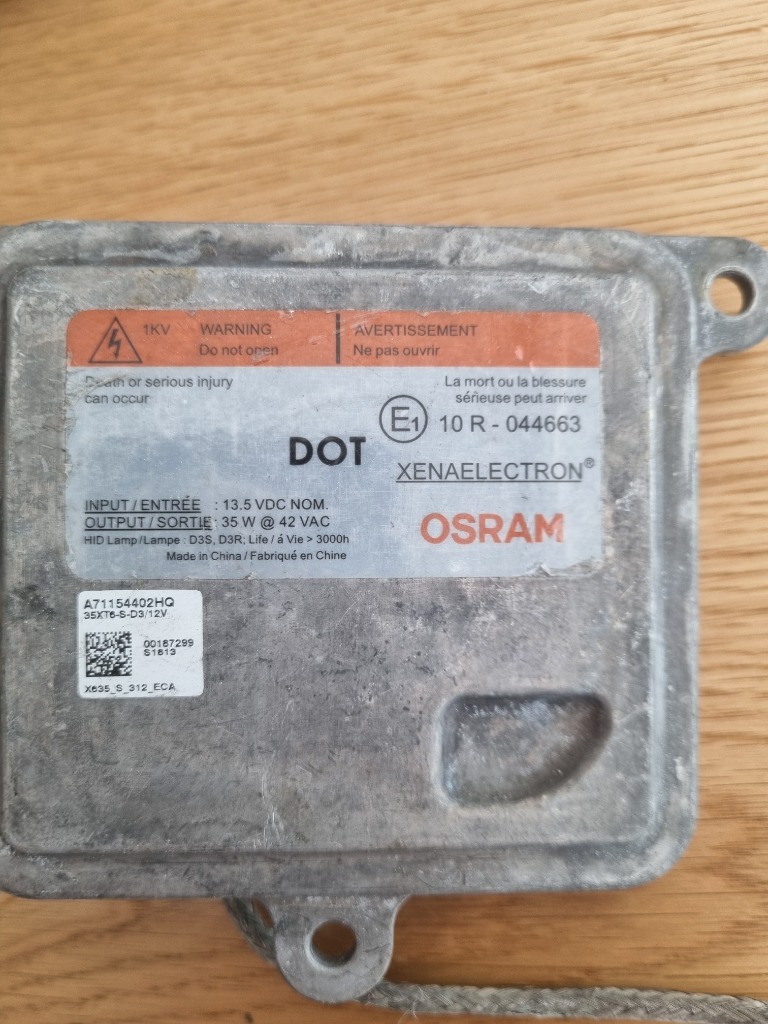 1KV WARNING AVERTISSEMENT
Do not open Ne pas ouvrir
Death or serious injury La mort ou la blessure
can occur sérieuse peut arriver
E1 10 R - 044663
DOT
XENAELECTRON®
INPUT / ENTRÉE : 13.5 VDC NOM.
OUTPUT / SORTIE : 35 W @ 42 VAC
OSRAM
HID Lamp /Lampe : D3S, D3R; Life / á Vie > 3000h
Made in China / Fabriqué en Chine
A71154402HQ
35XT6-S-D3/12V
00187299
S1613
X635_S_312_ECA